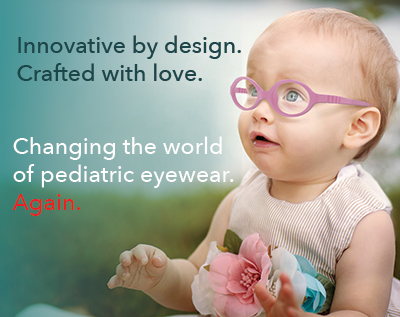 Innovative by design.
Crafted with love.
Changing the world
of pediatric eyewear.
Again.